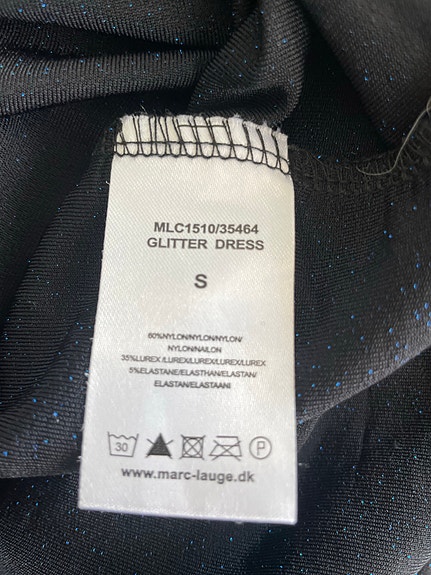 MLC1510/35464
GLITTER DRESS
S
60%NYLON/NYLON/NYLON/
NYLON/NAILON
35%LUREX /LUREX/LUREX/LUREX/LUREX
5%ELASTANE/ELASTHAN/ELASTAN/
ELASTAN/ELASTAANI
30 P
www.marc-lauge.dk